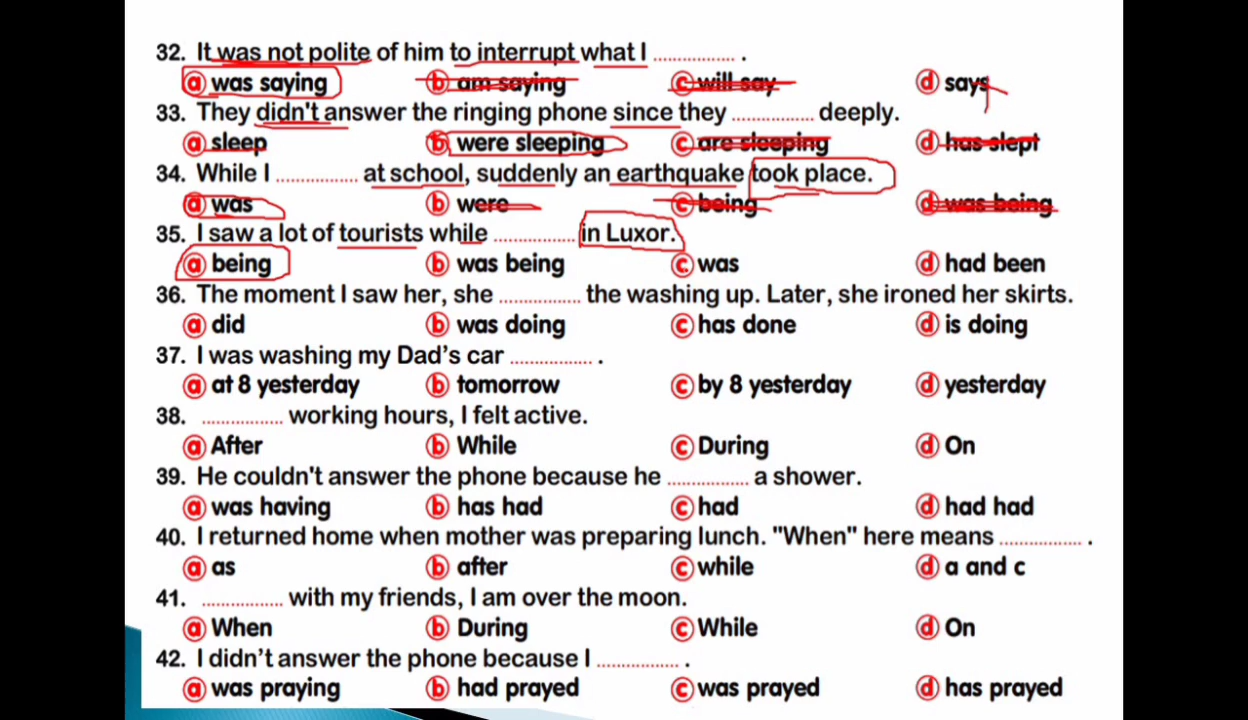 32. It was not polite of him to interrupt what I ................. .
a was saying b am saying c will say d says
33. They didn't answer the ringing phone since they ................. deeply.
a sleep b were sleeping c are sleeping d has slept
34. While I ................. at school, suddenly an earthquake took place.
a was b were c being d was being
35. I saw a lot of tourists while ................. in Luxor.
a being b was being c was d had been
36. The moment I saw her, she ................. the washing up. Later, she ironed her skirts.
a did b was doing c has done d is doing
37. I was washing my Dad's car ................. .
a at 8 yesterday b tomorrow c by 8 yesterday d yesterday
38. ................. working hours, I felt active.
a After b While c During d On
39. He couldn't answer the phone because he ................. a shower.
a was having b has had c had d had had
40. I returned home when mother was preparing lunch. "When" here means ................. .
a as b after c while d a and c
41. ................. with my friends, I am over the moon.
a When b During c While d On
42. I didn't answer the phone because I ................. .
a was praying b had prayed c was prayed d has prayed